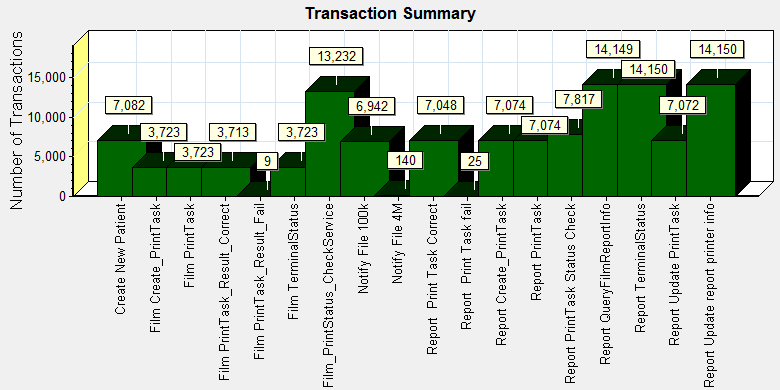 Transaction Summary
Number of Transactions
15,000
10,000
5,000
0
7,082
3,723
3,723
3,713
9
3,723
13,232
6,942
140
7,048
25
7,074
7,074
7,817
14,149
14,150
7,072
14,150
Create New Patient
Film Create_PrintTask
Film PrintTask
Film PrintTask_Result_Correct
Film PrintTask_Result_Fail
Film TerminalStatus
Film_PrintStatus_CheckService
Notify File 100k
Notify File 4M
Report  Print Task Correct
Report  Print Task fail
Report Create_PrintTask
Report PrintTask
Report PrintTask Status Check
Report QueryFilmReportInfo
Report TerminalStatus
Report Update PrintTask
Report Update report printer info